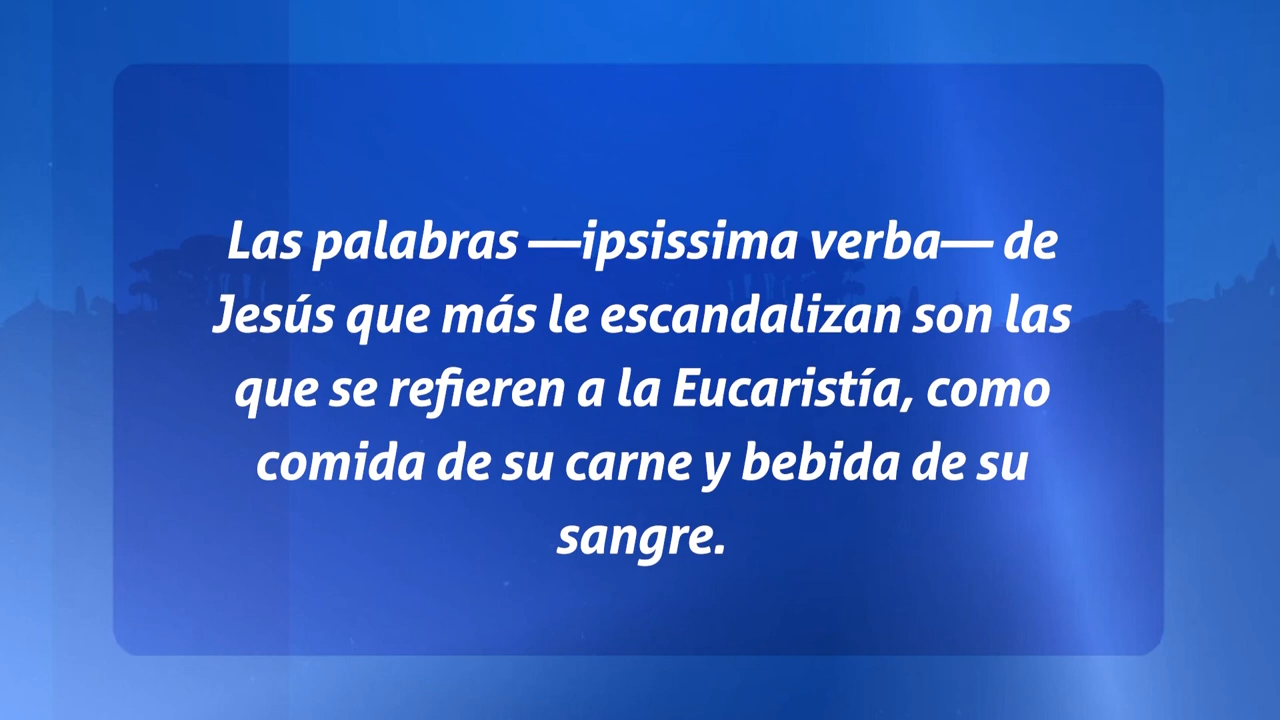 Las palabras —ipsissima verba— de
Jesús que más le escandalizan son las
que se refieren a la Eucaristía, como
comida de su carne y bebida de su
sangre.